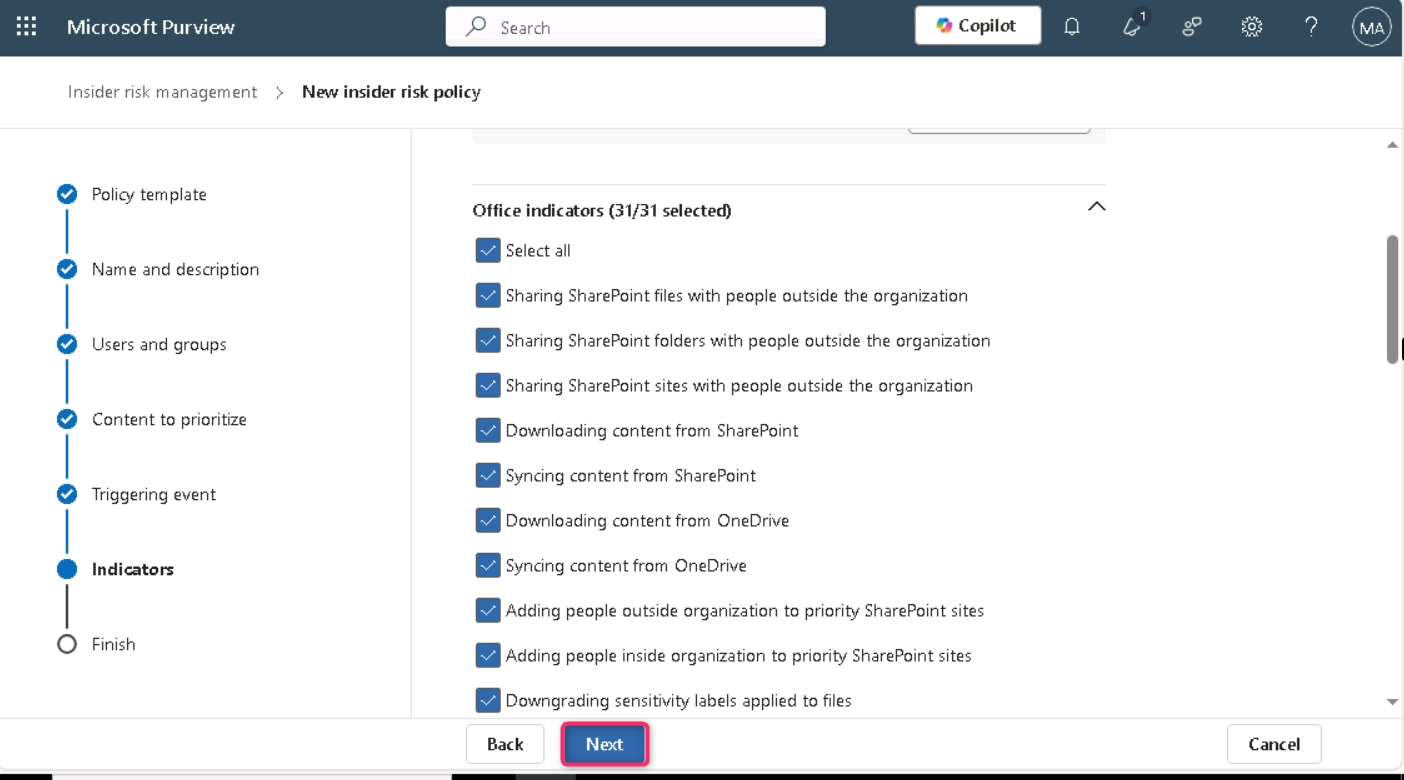 Microsoft Purview
Search
Copilot
1
?
MA
Insider risk management > New insider risk policy
Policy template
Name and description
Users and groups
Content to prioritize
Triggering event
Indicators
Finish
Office indicators (31/31 selected)
Select all
Sharing SharePoint files with people outside the organization
Sharing SharePoint folders with people outside the organization
Sharing SharePoint sites with people outside the organization
Downloading content from SharePoint
Syncing content from SharePoint
Downloading content from OneDrive
Syncing content from OneDrive
Adding people outside organization to priority SharePoint sites
Adding people inside organization to priority SharePoint sites
Downgrading sensitivity labels applied to files
Back
Next
Cancel